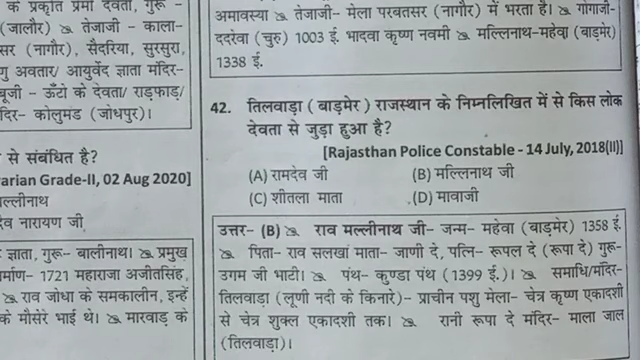 के प्रकृति प्रेमी देवता, गुरू –
(जालौर) ❧ तेजाजी – काला-
सर (नागौर), सैदरिया, सुरसुरा,
गु अवतार/ आयुर्वेद ज्ञाता मंदिर-
बूजी – ऊँटो के देवता/ राड़फाड़/
दिर– कोलुमड (जोधपुर)।
से संबंधित है?
arian Grade-II, 02 Aug 2020]
मल्लीनाथ
देव नारायण जी
ज्ञाता, गुरू– बालीनाथ। ❧ प्रमुख
र्माण– 1721 महाराजा अजीतसिंह,
❧ राव जोधा के समकालीन, इन्हें
के मौसेरे भाई थे। ❧ मारवाड़ के
अमावस्या ❧ तेजाजी– मेला परबतसर (नागौर) में भरता है। ❧ गोगाजी-
ददरेवा (चुरु) 1003 ई. भादवा कृष्ण नवमी ❧ मल्लिनाथ–महेवा (बाड़मेर)
1338 ई.
42. तिलवाड़ा ( बाड़मेर ) राजस्थान के निम्नलिखित में से किस लोक
देवता से जुड़ा हुआ है?
[Rajasthan Police Constable - 14 July, 2018(II)]
(A) रामदेव जी (B) मल्लिनाथ जी
(C) शीतला माता (D) मावाजी
उत्तर– (B) ❧ राव मल्लीनाथ जी– जन्म– महेवा (बाड़मेर) 1358 ई.
❧ पिता– राव सलखा माता– जाणी दे, पत्नि– रूपल दे (रूपा दे) गुरू-
उगम जी भाटी। ❧ पंथ– कुण्डा पंथ (1399 ई.)। ❧ समाधि/मंदिर-
तिलवाड़ा (लूणी नदी के किनारे)– प्राचीन पशु मेला– चेत्र कृष्ण एकादशी
से चेत्र शुक्ल एकादशी तक। ❧ रानी रूपा दे मंदिर– माला जाल
(तिलवाड़ा)।